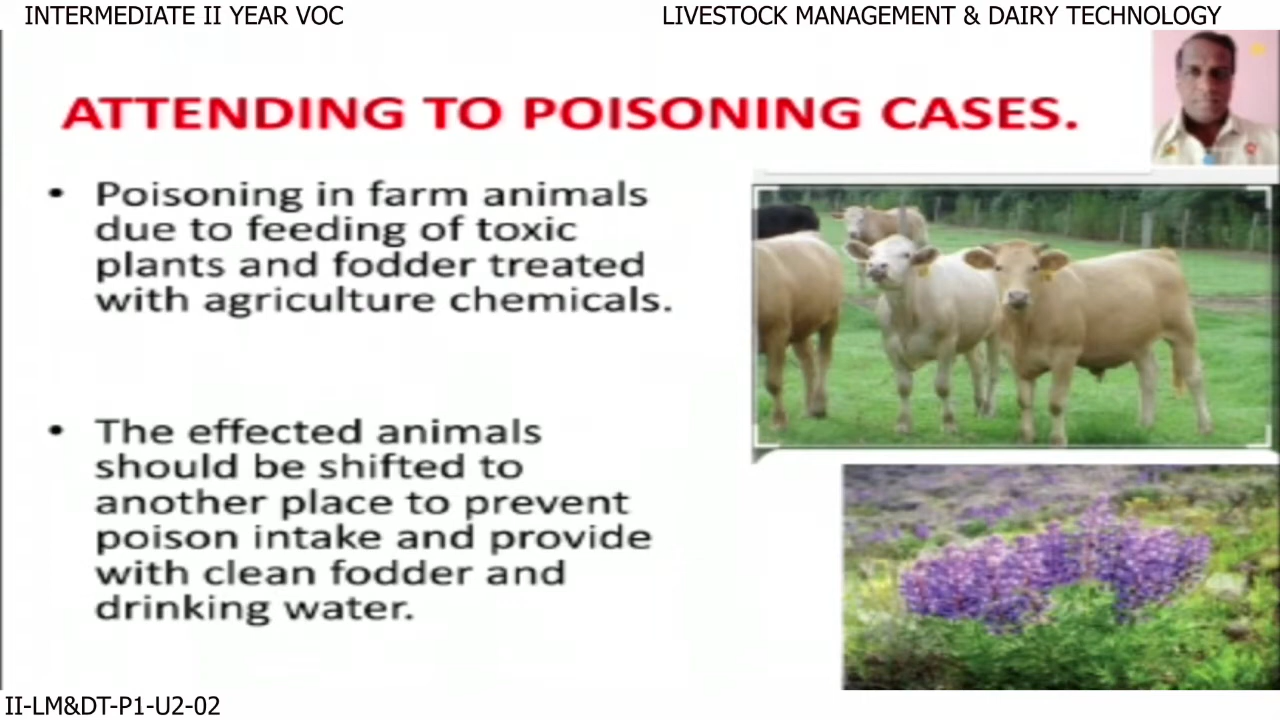 INTERMEDIATE II YEAR VOC
LIVESTOCK MANAGEMENT & DAIRY TECHNOLOGY
ATTENDING TO POISONING CASES.
• Poisoning in farm animals
due to feeding of toxic
plants and fodder treated
with agriculture chemicals.
• The effected animals
should be shifted to
another place to prevent
poison intake and provide
with clean fodder and
drinking water.
II-LM&DT-P1-U2-02